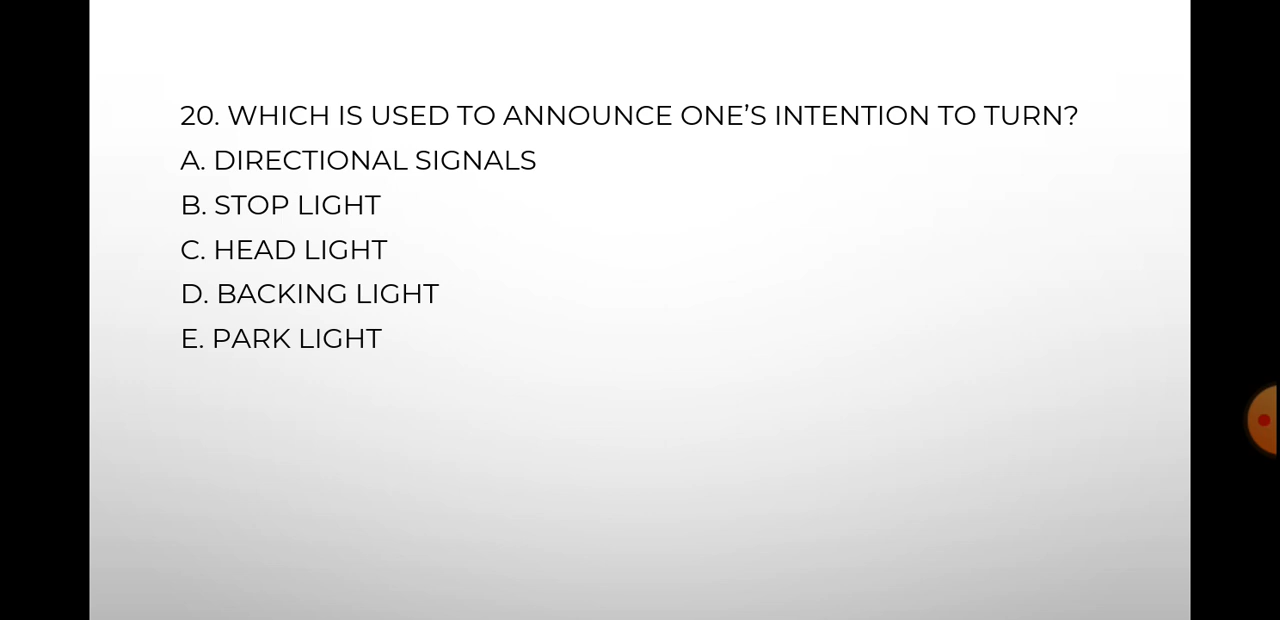 20. WHICH IS USED TO ANNOUNCE ONE’S INTENTION TO TURN?
A. DIRECTIONAL SIGNALS
B. STOP LIGHT
C. HEAD LIGHT
D. BACKING LIGHT
E. PARK LIGHT